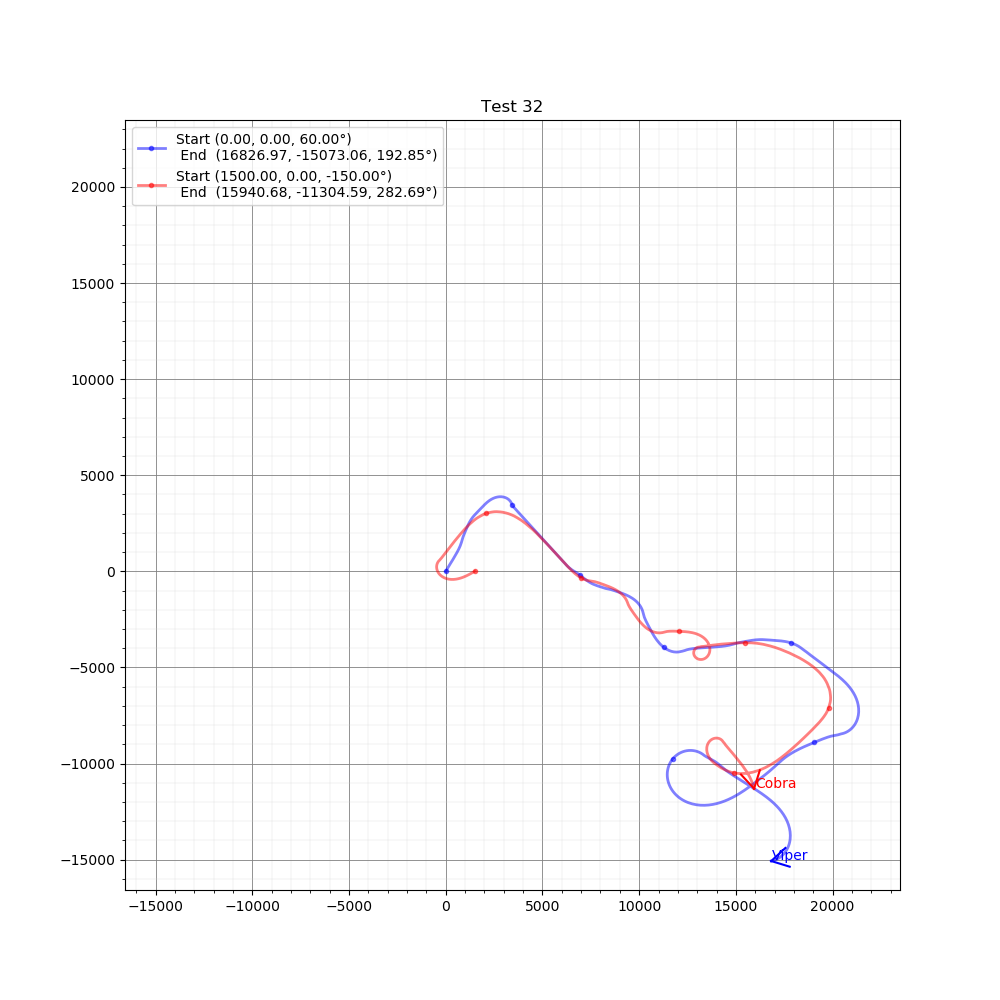 Test 32
Start (0.00, 0.00, 60.00°)
End (16826.97, -15073.06, 192.85°)
Start (1500.00, 0.00, -150.00°)
End (15940.68, -11304.59, 282.69°)
20000
15000
10000
5000
0
−5000
−10000
−15000
Cobra
Viper
−15000 −10000 −5000 0 5000 10000 15000 20000